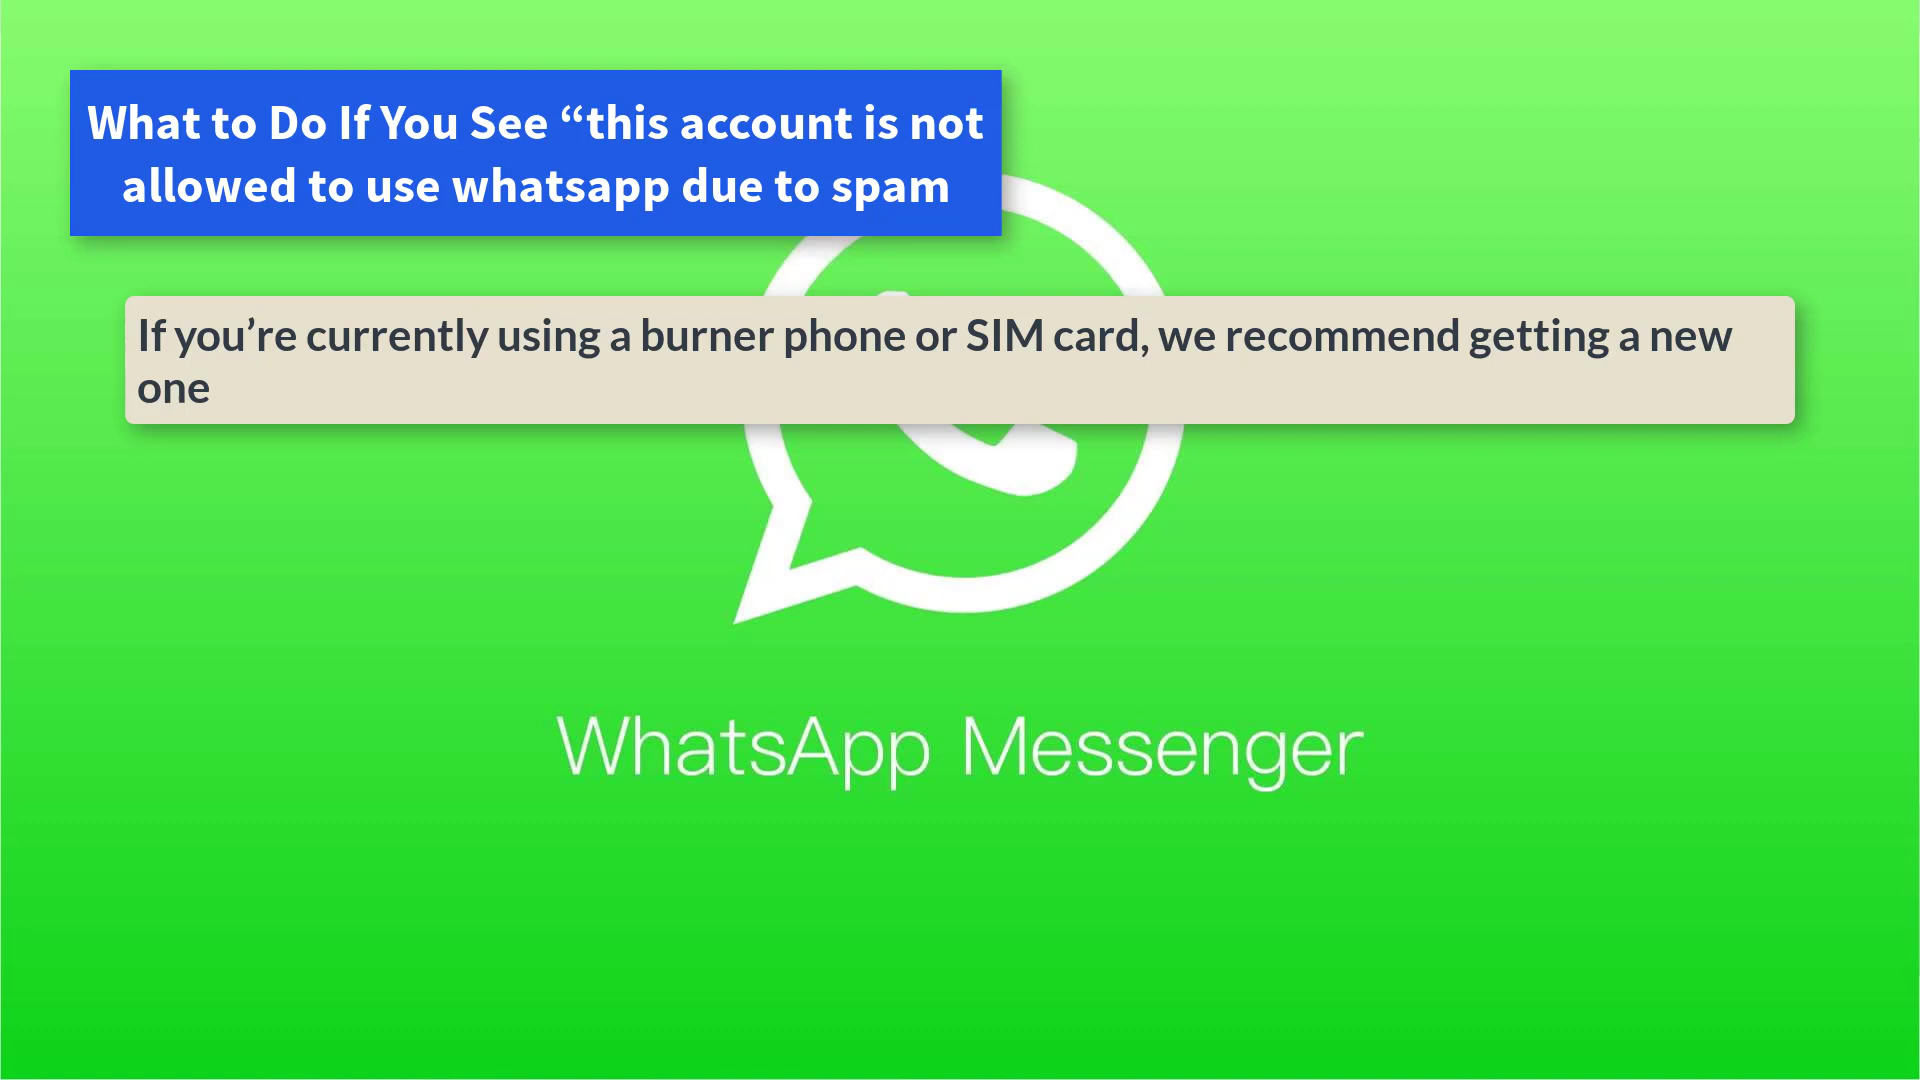 What to Do If You See “this account is not
allowed to use whatsapp due to spam
If you’re currently using a burner phone or SIM card, we recommend getting a new
one
WhatsApp Messenger